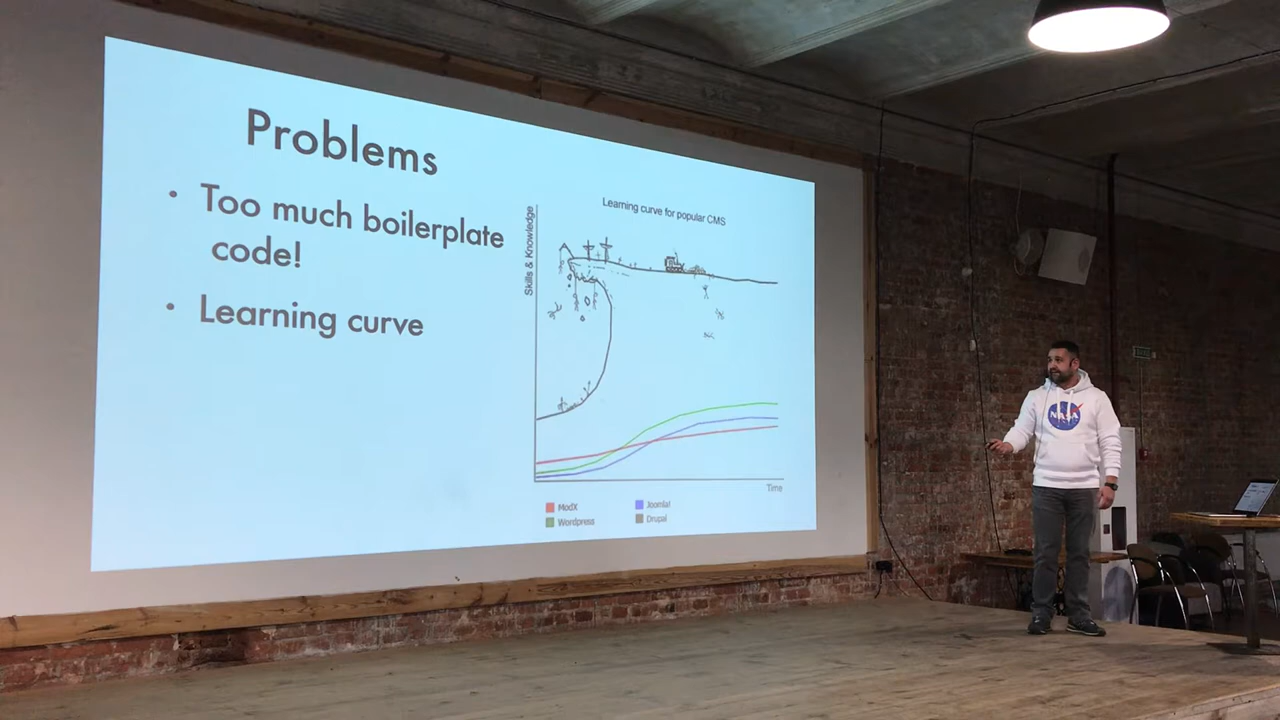 Problems
• Too much boilerplate
code!
• Learning curve
Learning curve for popular CMS
Skills & Knowledge
Time
ModX
Joomla!
Wordpress
Drupal
NASA